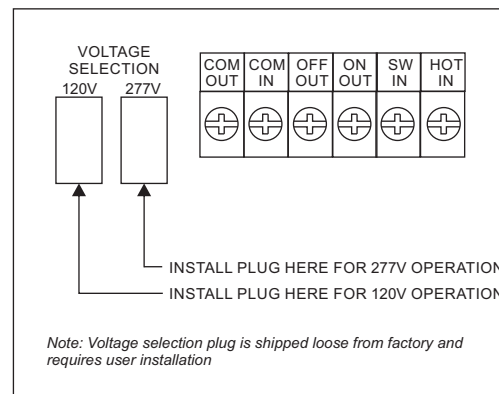 VOLTAGE
SELECTION
120V 277V
COM OUT COM IN OFF OUT ON OUT SW IN HOT IN
INSTALL PLUG HERE FOR 277V OPERATION
INSTALL PLUG HERE FOR 120V OPERATION
Note: Voltage selection plug is shipped loose from factory and
requires user installation